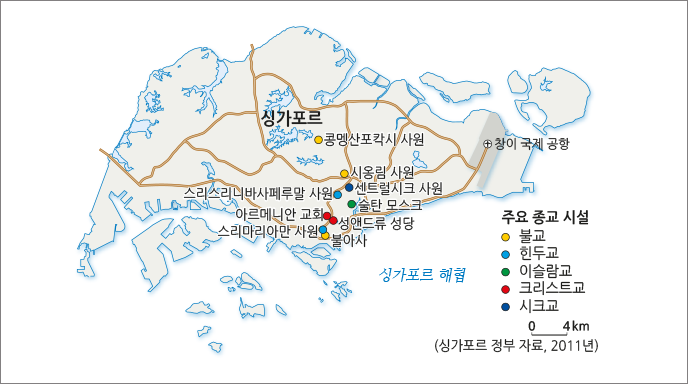 싱가포르
콩멩산포칵시 사원
창이 국제 공항
시옹림 사원
센트럴시크 사원
스리스리니바사페루말 사원
술탄 모스크
아르메니안 교회
성앤드류 성당
스리마리아만 사원
불아사
싱가포르 해협
주요 종교 시설
불교
힌두교
이슬람교
크리스트교
시크교
0 4km
(싱가포르 정부 자료, 2011년)